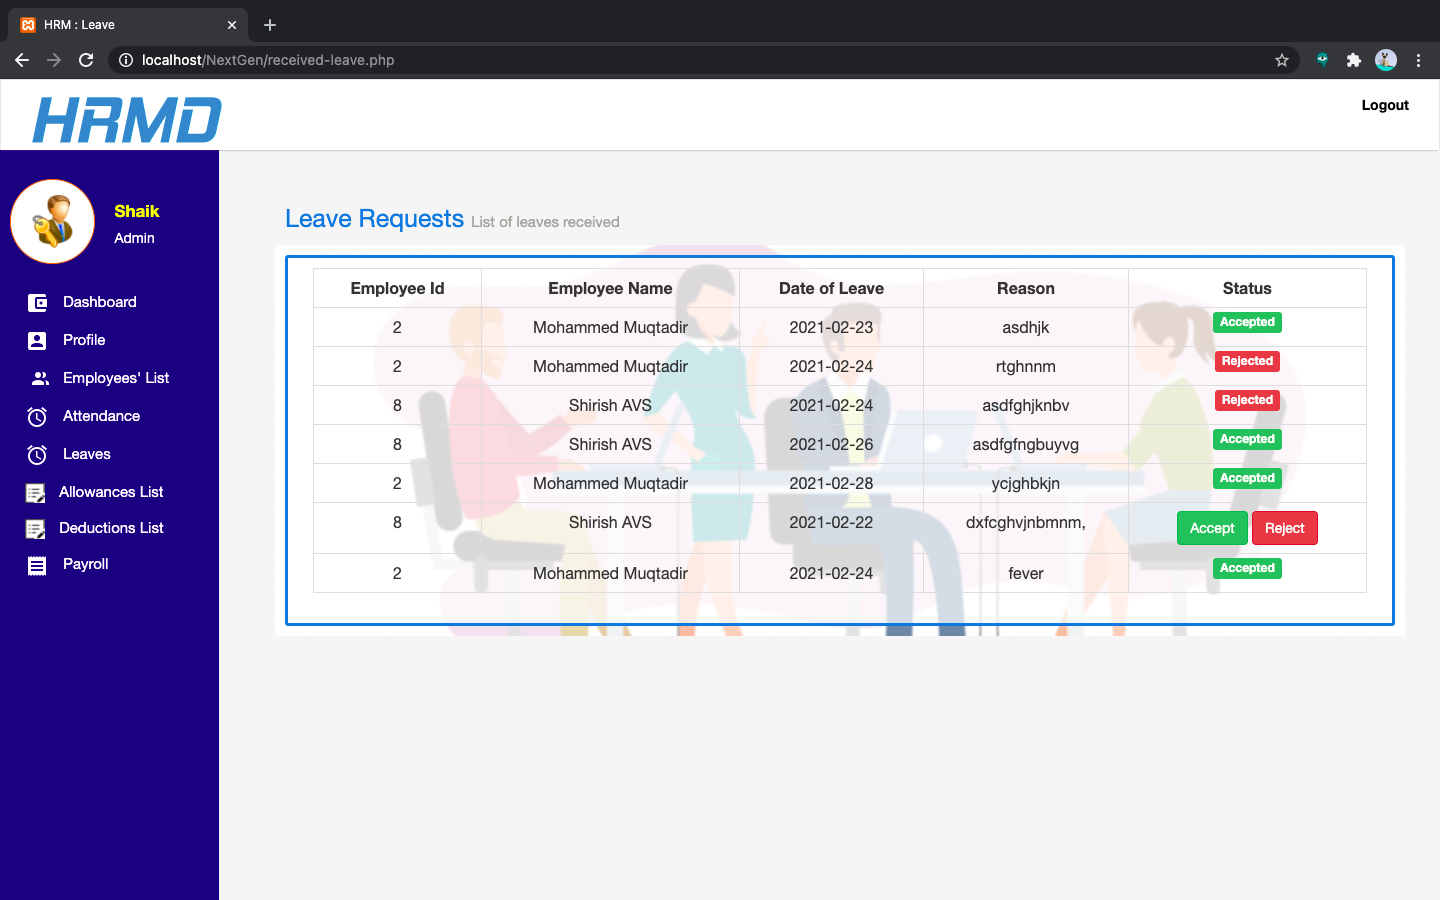 HRM : Leave
localhost/NextGen/received-leave.php
HRMD
Logout
Shaik
Admin
Dashboard
Profile
Employees' List
Attendance
Leaves
Allowances List
Deductions List
Payroll
Leave Requests List of leaves received
Employee Id Employee Name Date of Leave Reason Status
2 Mohammed Muqtadir 2021-02-23 asdhjk Accepted
2 Mohammed Muqtadir 2021-02-24 rtghnnm Rejected
8 Shirish AVS 2021-02-24 asdfghjknbv Rejected
8 Shirish AVS 2021-02-26 asdfgfngbuyvg Accepted
2 Mohammed Muqtadir 2021-02-28 ycjghbkjn Accepted
8 Shirish AVS 2021-02-22 dxfcghvjnbmnm, Accept Reject
2 Mohammed Muqtadir 2021-02-24 fever Accepted